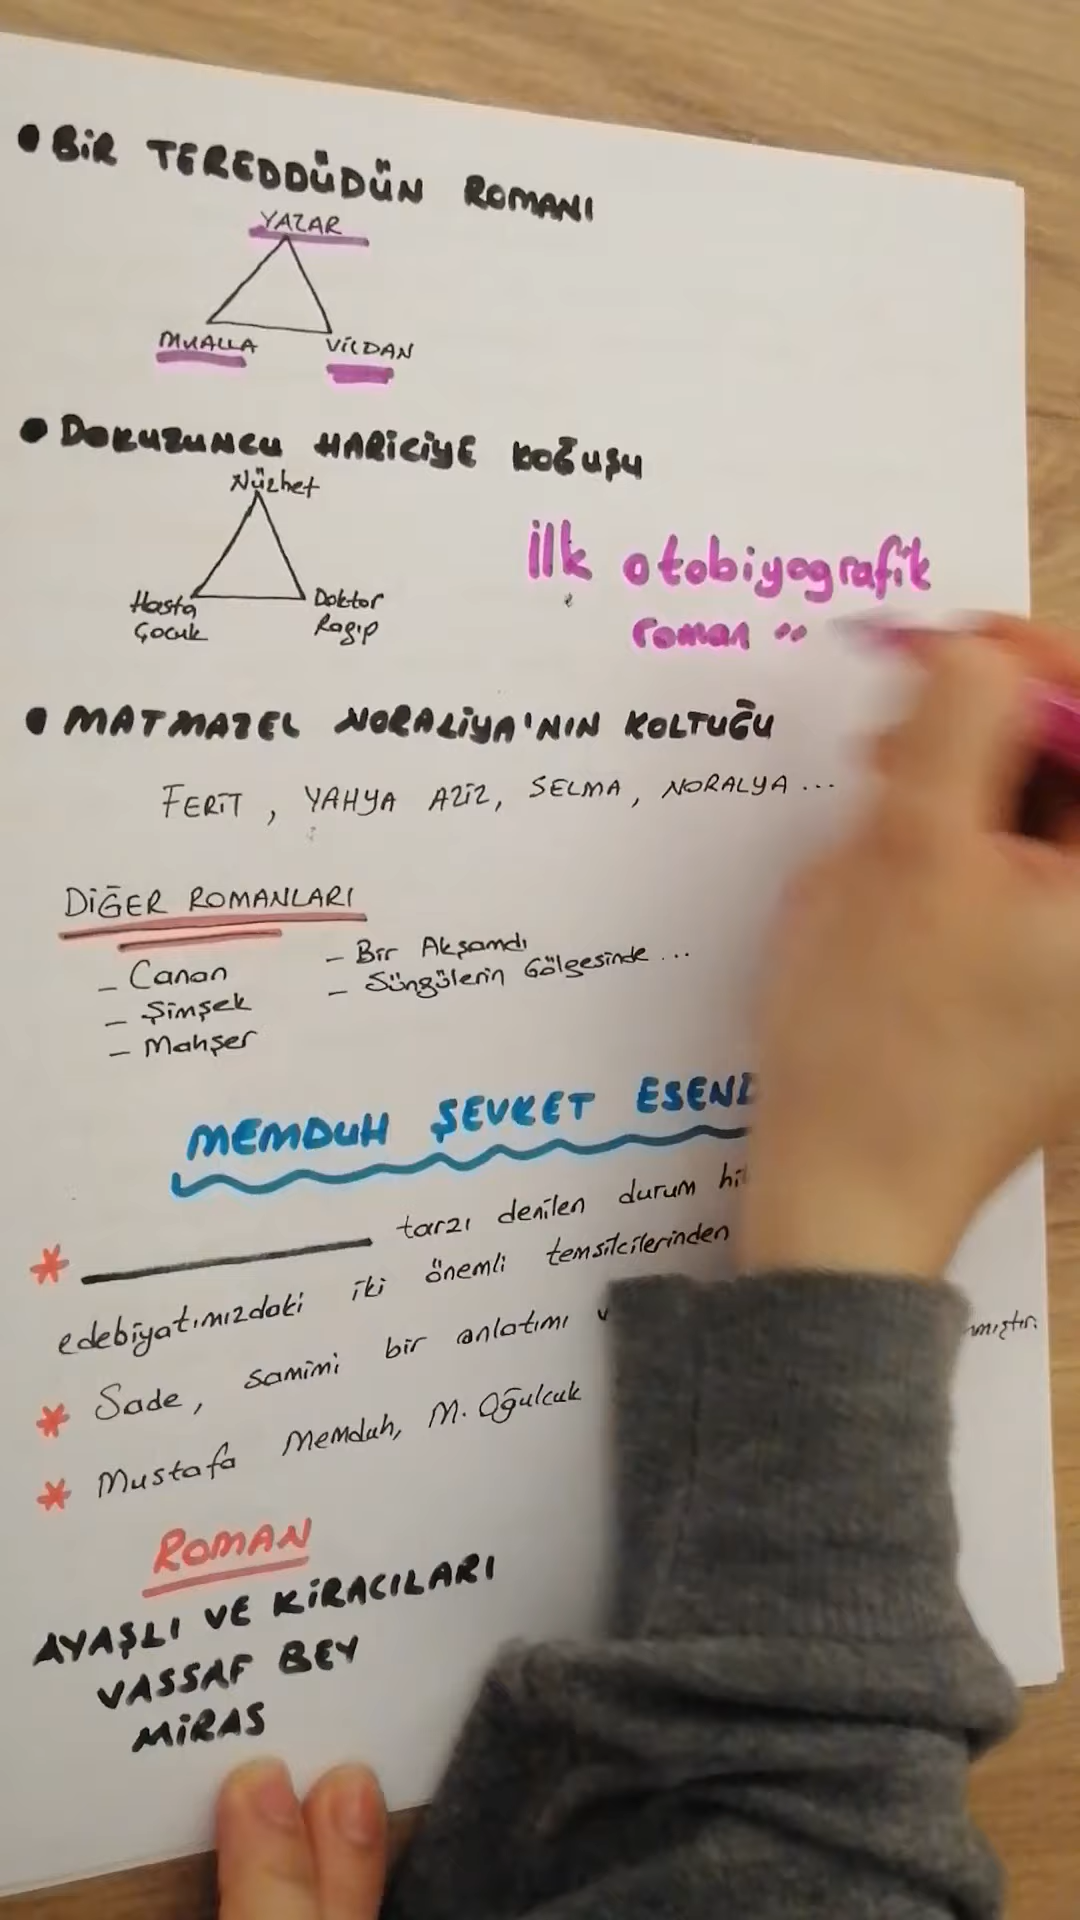 • BİR TEREDDÜDÜN ROMANI
YAZAR
MUALLA VİLDAN
• DOKUZUNCU HARİCİYE KOĞUŞU
Nüzhet
Hasta Çocuk
Doktor Ragıp
İlk otobiyografik
roman
• MATMAZEL NORALİYA'NIN KOLTUĞU
FERİT, YAHYA AZİZ, SELMA, NORALYA...
DİĞER ROMANLARI
- Canan
- Şimşek
- Mahşer
- Bir Akşamdı
- Süngülerin Gölgesinde...
MEMDUH ŞEVKET
* ______ tarzı denilen durum
edebiyatımızdaki iki önemli temsilcilerinden
* Sade, samimi bir anlatımı
* Mustafa Memduh, M. Oğulcuk
ROMAN
AYAŞLI VE KİRACILARI
VASSAF BEY
MİRAS